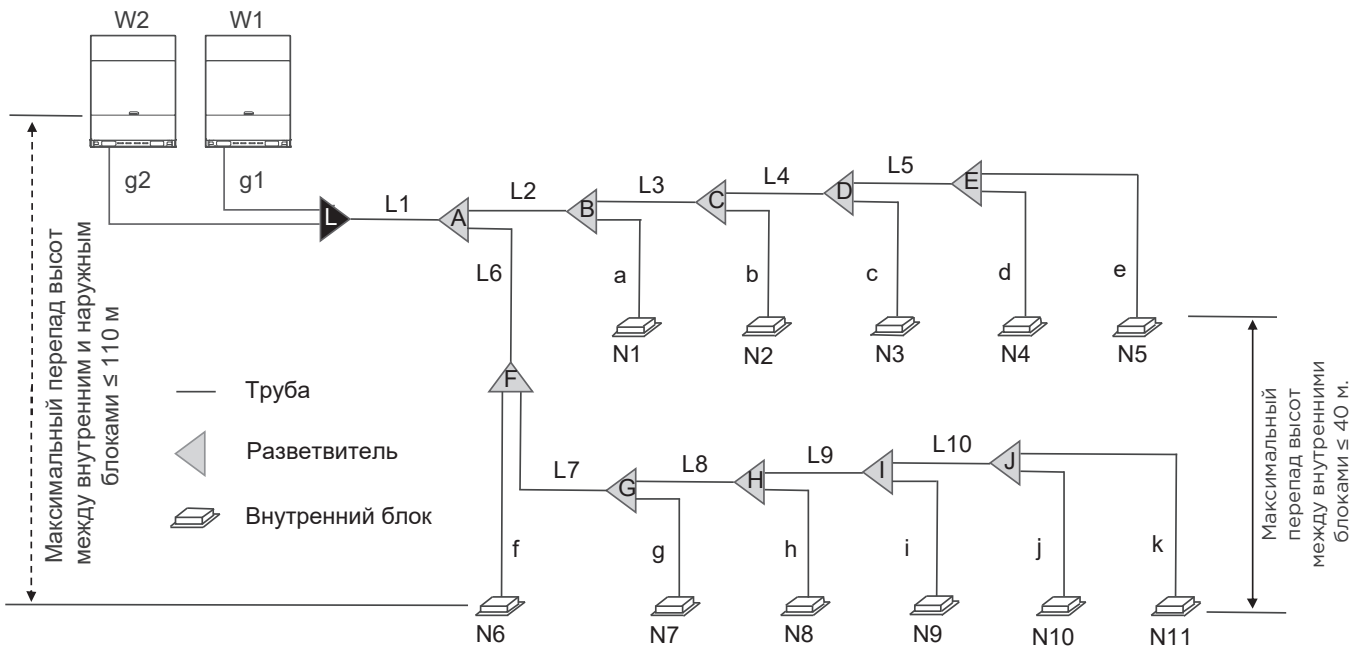 W2
W1
g2
g1
L
L1
A
L2
B
L3
C
L4
D
L5
E
L6
a
b
c
d
e
N1
N2
N3
N4
N5
Максимальный перепад высот
между внутренним и наружным
блоками ≤ 110 м
Труба
Разветвитель
Внутренний блок
F
L7
G
L8
H
L9
I
L10
J
f
g
h
i
j
k
N6
N7
N8
N9
N10
N11
Максимальный
перепад высот
между внутренними
блоками ≤ 40 м.